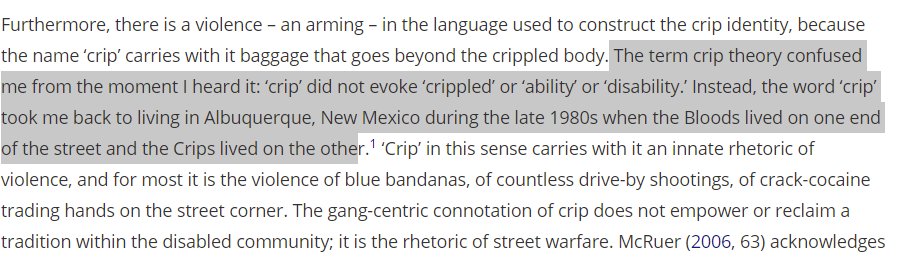 Furthermore, there is a violence – an arming – in the language used to construct the crip identity, because
the name ‘crip’ carries with it baggage that goes beyond the crippled body. The term crip theory confused
me from the moment I heard it: ‘crip’ did not evoke ‘crippled’ or ‘ability’ or ‘disability.’ Instead, the word ‘crip’
took me back to living in Albuquerque, New Mexico during the late 1980s when the Bloods lived on one end
of the street and the Crips lived on the other.¹ ‘Crip’ in this sense carries with it an innate rhetoric of
violence, and for most it is the violence of blue bandanas, of countless drive-by shootings, of crack-cocaine
trading hands on the street corner. The gang-centric connotation of crip does not empower or reclaim a
tradition within the disabled community; it is the rhetoric of street warfare. McRuer (2006, 63) acknowledges